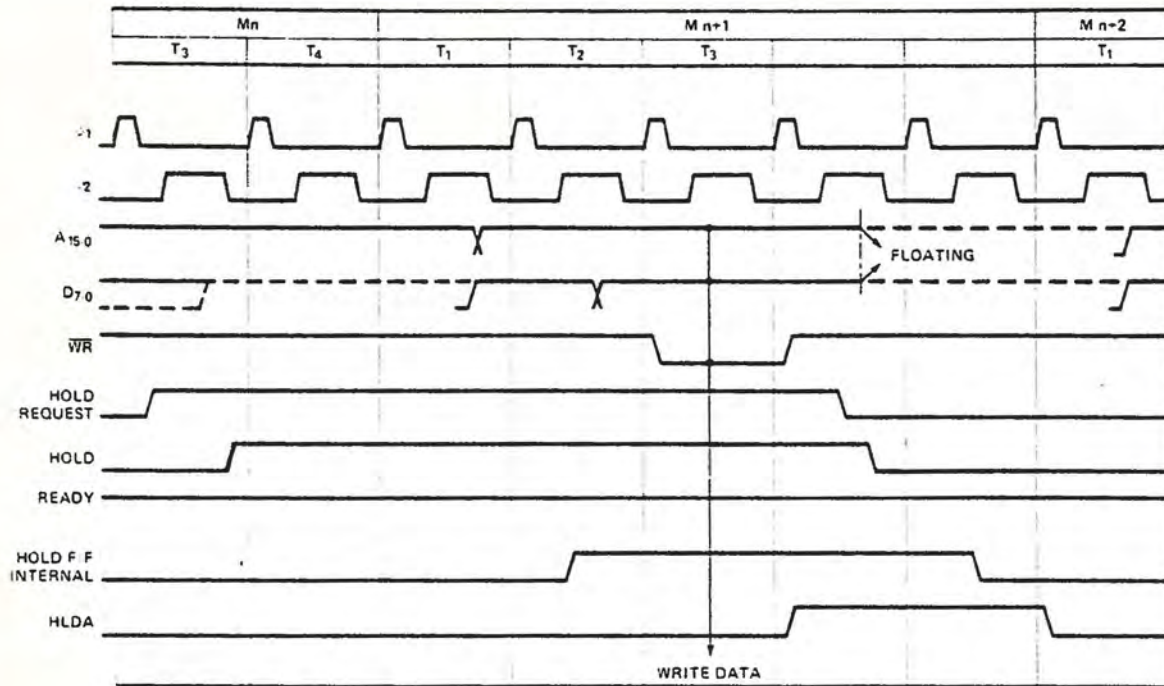 Mn M n+1 M n+2
T3 T4 T1 T2 T3 T1
A15-0
FLOATING
D7-0
WR
HOLD
REQUEST
HOLD
READY
HOLD F/F
INTERNAL
HLDA
WRITE DATA